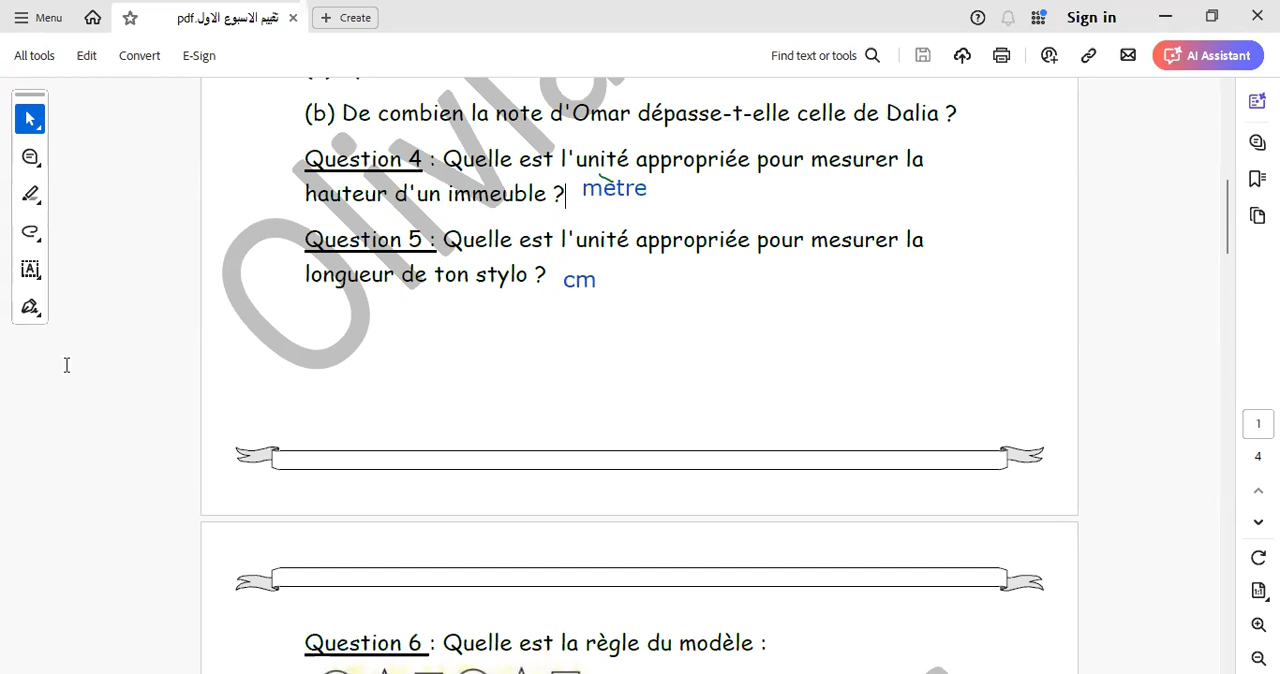 Menu
تقييم الاسبوع الاول.pdf
Create
Sign in
All tools
Edit
Convert
E-Sign
Find text or tools
AI Assistant
(b) De combien la note d'Omar dépasse-t-elle celle de Dalia ?
Question 4 : Quelle est l'unité appropriée pour mesurer la
hauteur d'un immeuble ? mètre
Question 5 : Quelle est l'unité appropriée pour mesurer la
longueur de ton stylo ? cm
Olivia
1
4
Question 6 : Quelle est la règle du modèle :